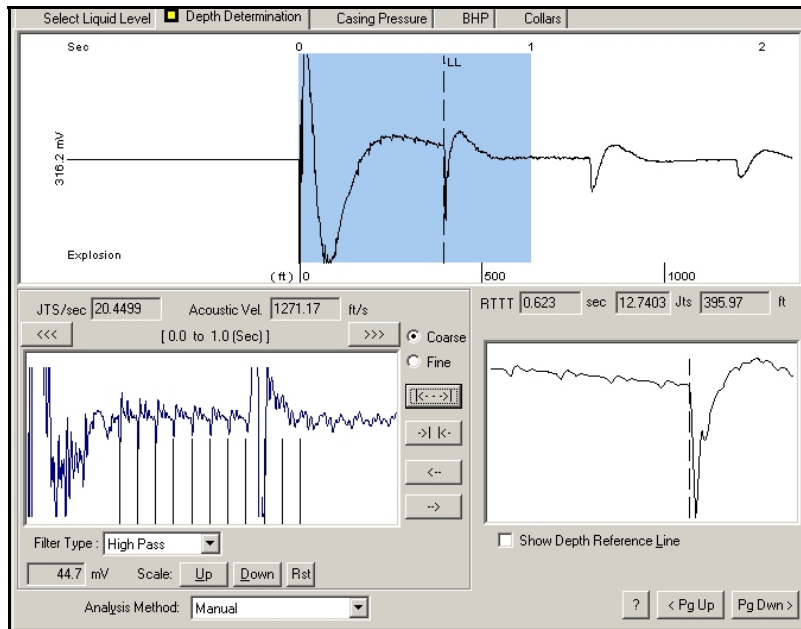 Select Liquid Level Depth Determination Casing Pressure BHP Collars
Sec 0 1 2
LL
316.2 mV
Explosion
(ft) 0 500 1000
JTS/sec 20.4499 Acoustic Vel. 1271.17 ft/s
<<< [ 0.0 to 1.0 (Sec) ] >>>
Coarse
Fine
|<--->|
->| |<-
<--
-->
Filter Type : High Pass
44.7 mV Scale: Up Down Rst
Analysis Method: Manual
RTTT 0.623 sec 12.7403 Jts 395.97 ft
Show Depth Reference Line
? < Pg Up Pg Dwn >